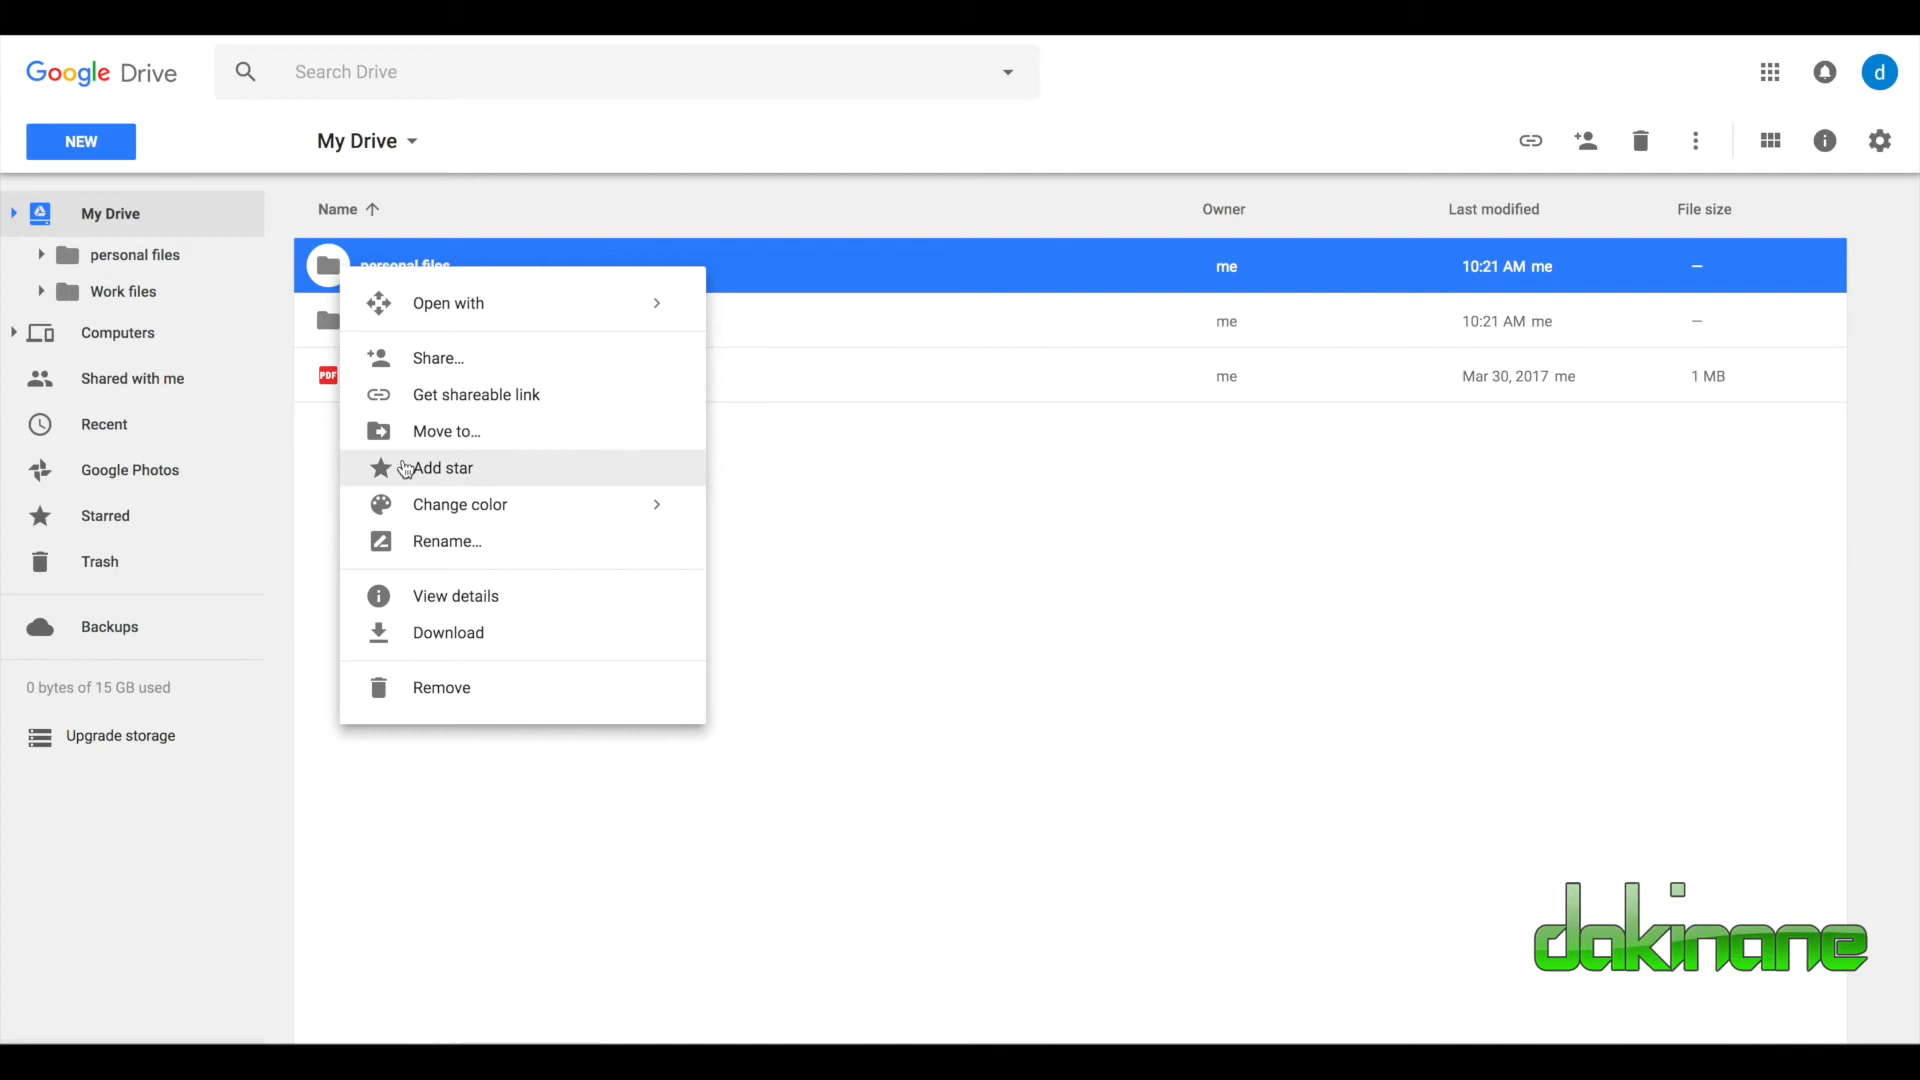 Google Drive
Search Drive
d
NEW
My Drive
My Drive
personal files
Work files
Computers
Shared with me
Recent
Google Photos
Starred
Trash
Backups
0 bytes of 15 GB used
Upgrade storage
Name
Owner
Last modified
File size
personal files
me
10:21 AM me
—
me
10:21 AM me
—
PDF
me
Mar 30, 2017 me
1 MB
Open with
Share...
Get shareable link
Move to...
Add star
Change color
Rename...
View details
Download
Remove
dakinane